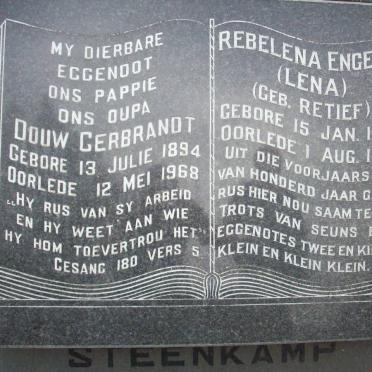 MY DIERBARE
EGGENOOT
ONS PAPPIE
ONS OUPA
DOUW GERBRANDT
GEBORE 13 JULIE 1894
OORLEDE 12 MEI 1968
„HY RUS VAN SY ARBEID
EN HY WEET AAN WIE
HY HOM TOEVERTROU HET"
GESANG 180 VERS 5
REBELENA ENGE
(LENA)
(GEB. RETIEF)
GEBORE 15 JAN.
OORLEDE 1 AUG. 1
UIT DIE VOORJAARS
VAN HONDERD JAAR
RUS HIER NOU SAAM
TROTS VAN SEUNS
EGGENOTES TWEE EN
KLEIN EN KLEIN KLEIN.
STEENKAMP